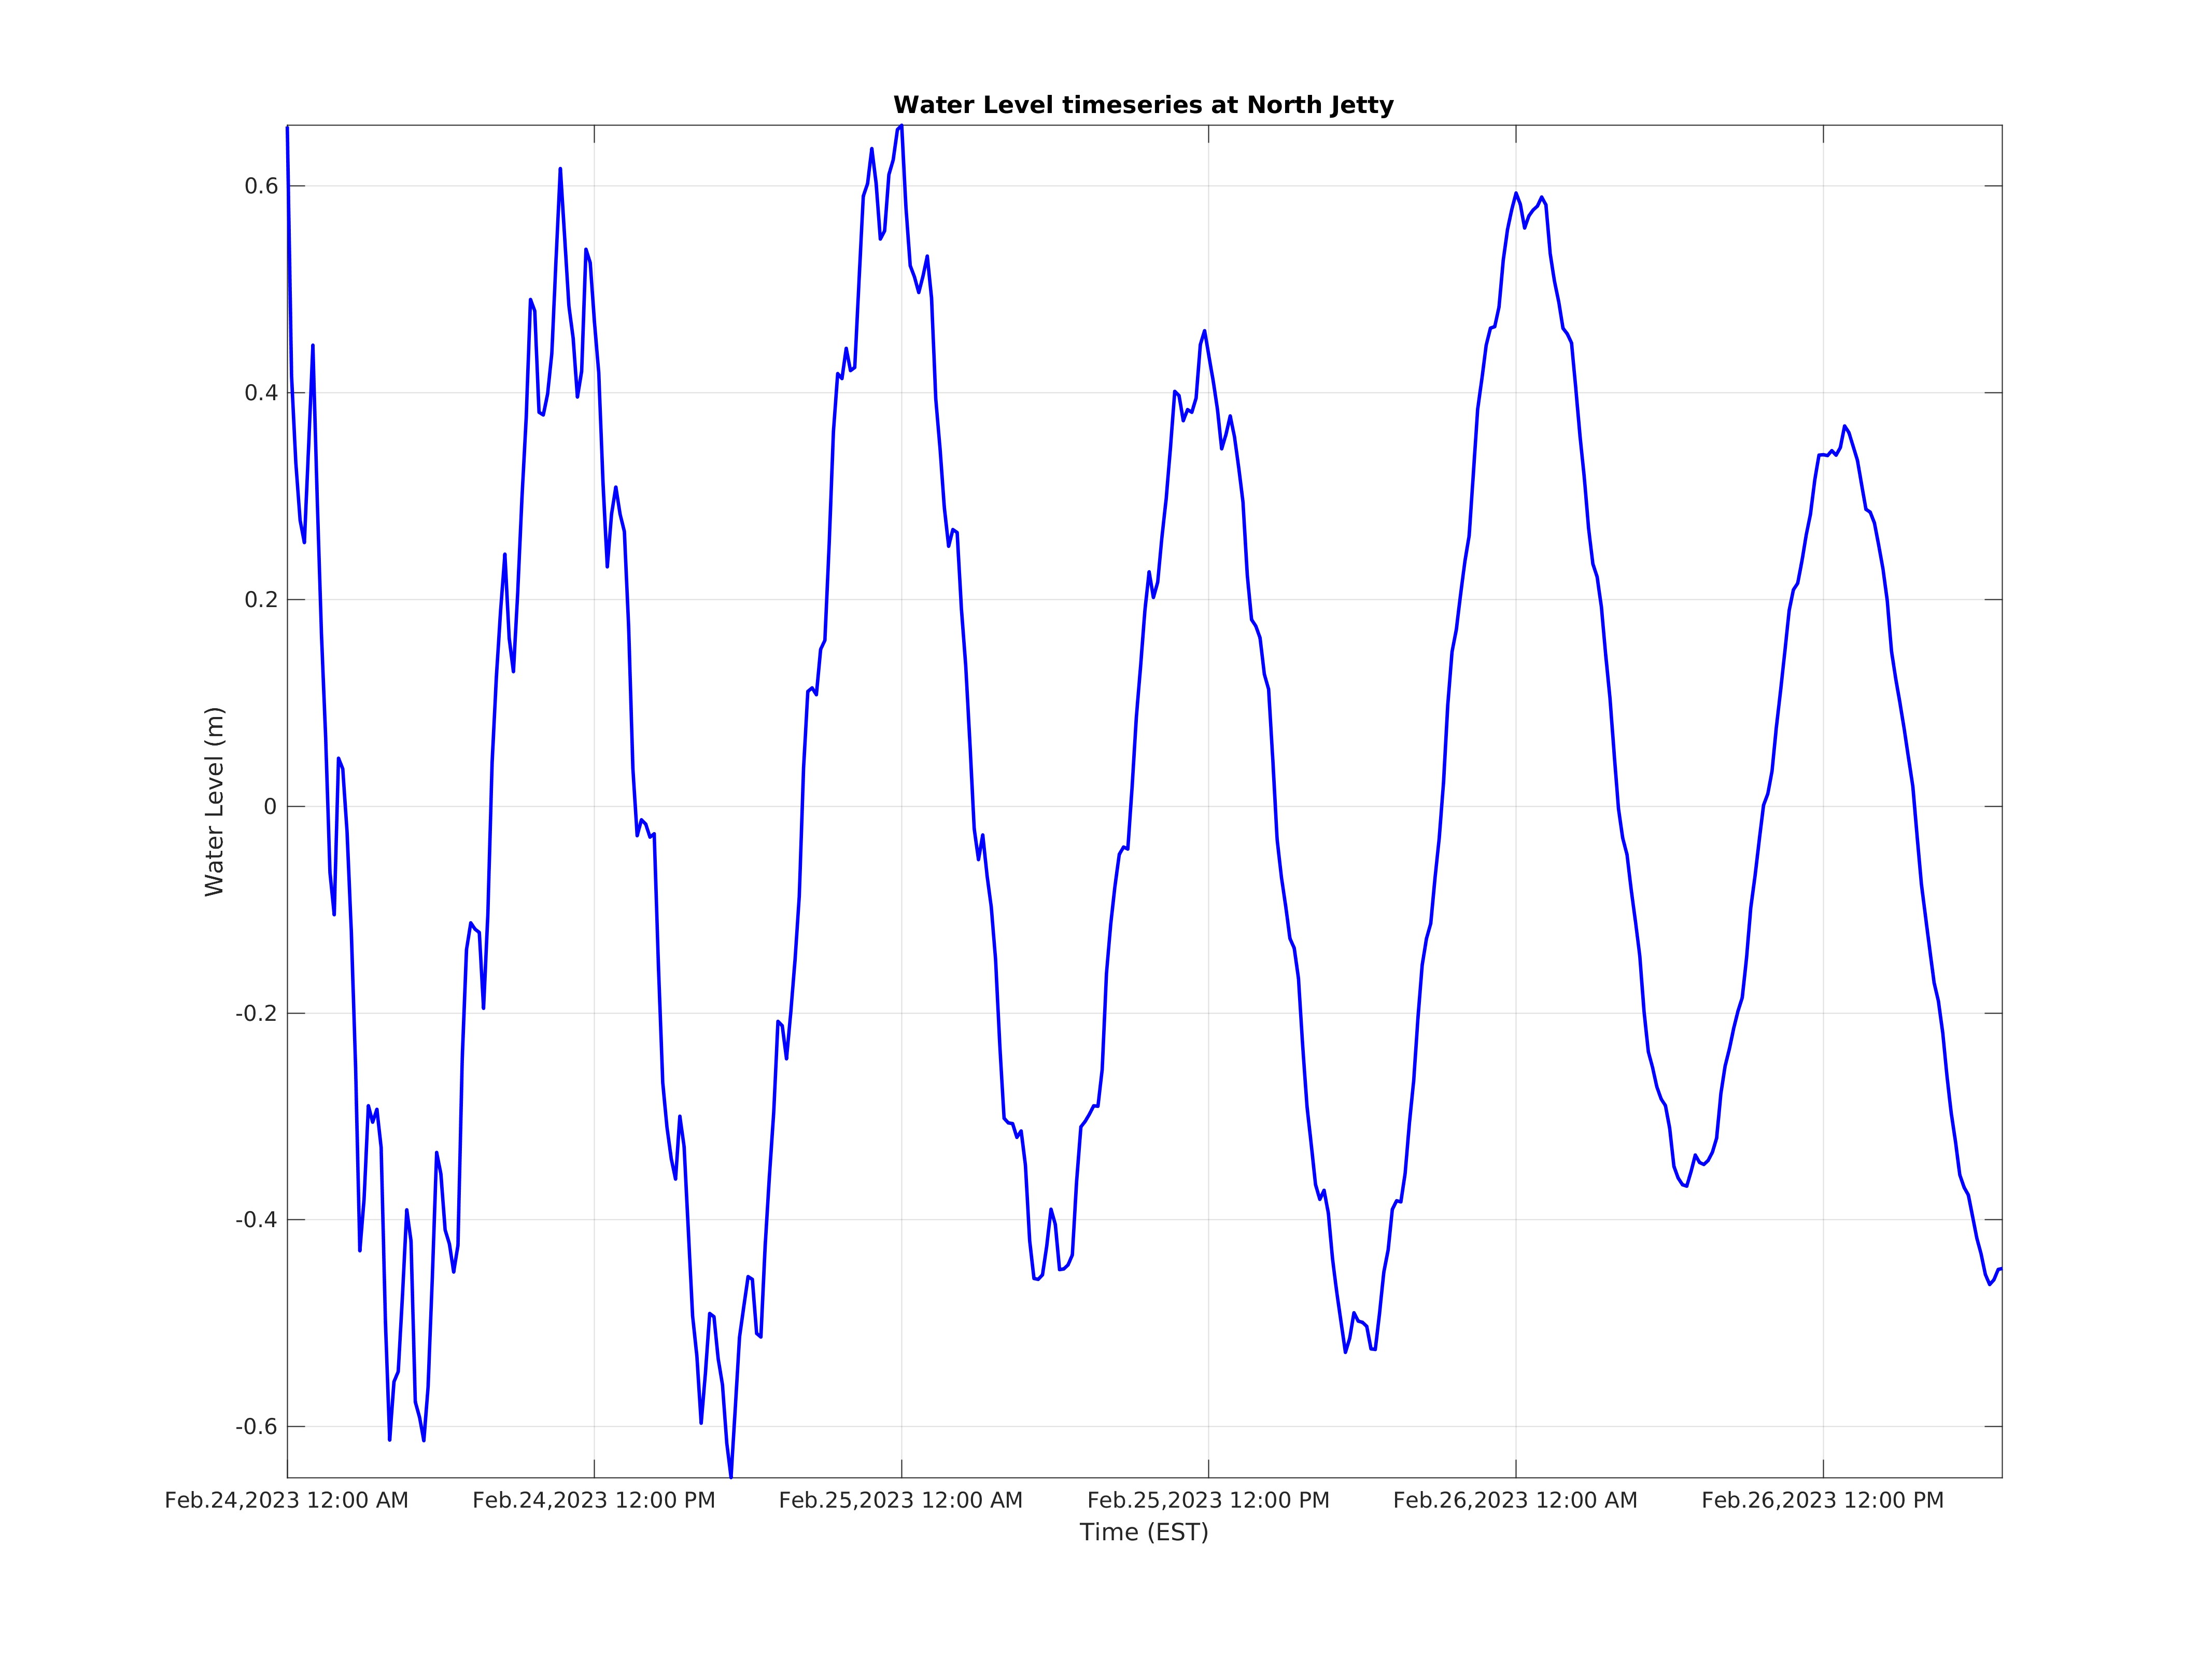 Water Level timeseries at North Jetty
0.6
0.4
0.2
0
-0.2
-0.4
-0.6
Water Level (m)
Feb.24,2023 12:00 AM
Feb.24,2023 12:00 PM
Feb.25,2023 12:00 AM
Feb.25,2023 12:00 PM
Feb.26,2023 12:00 AM
Feb.26,2023 12:00 PM
Time (EST)